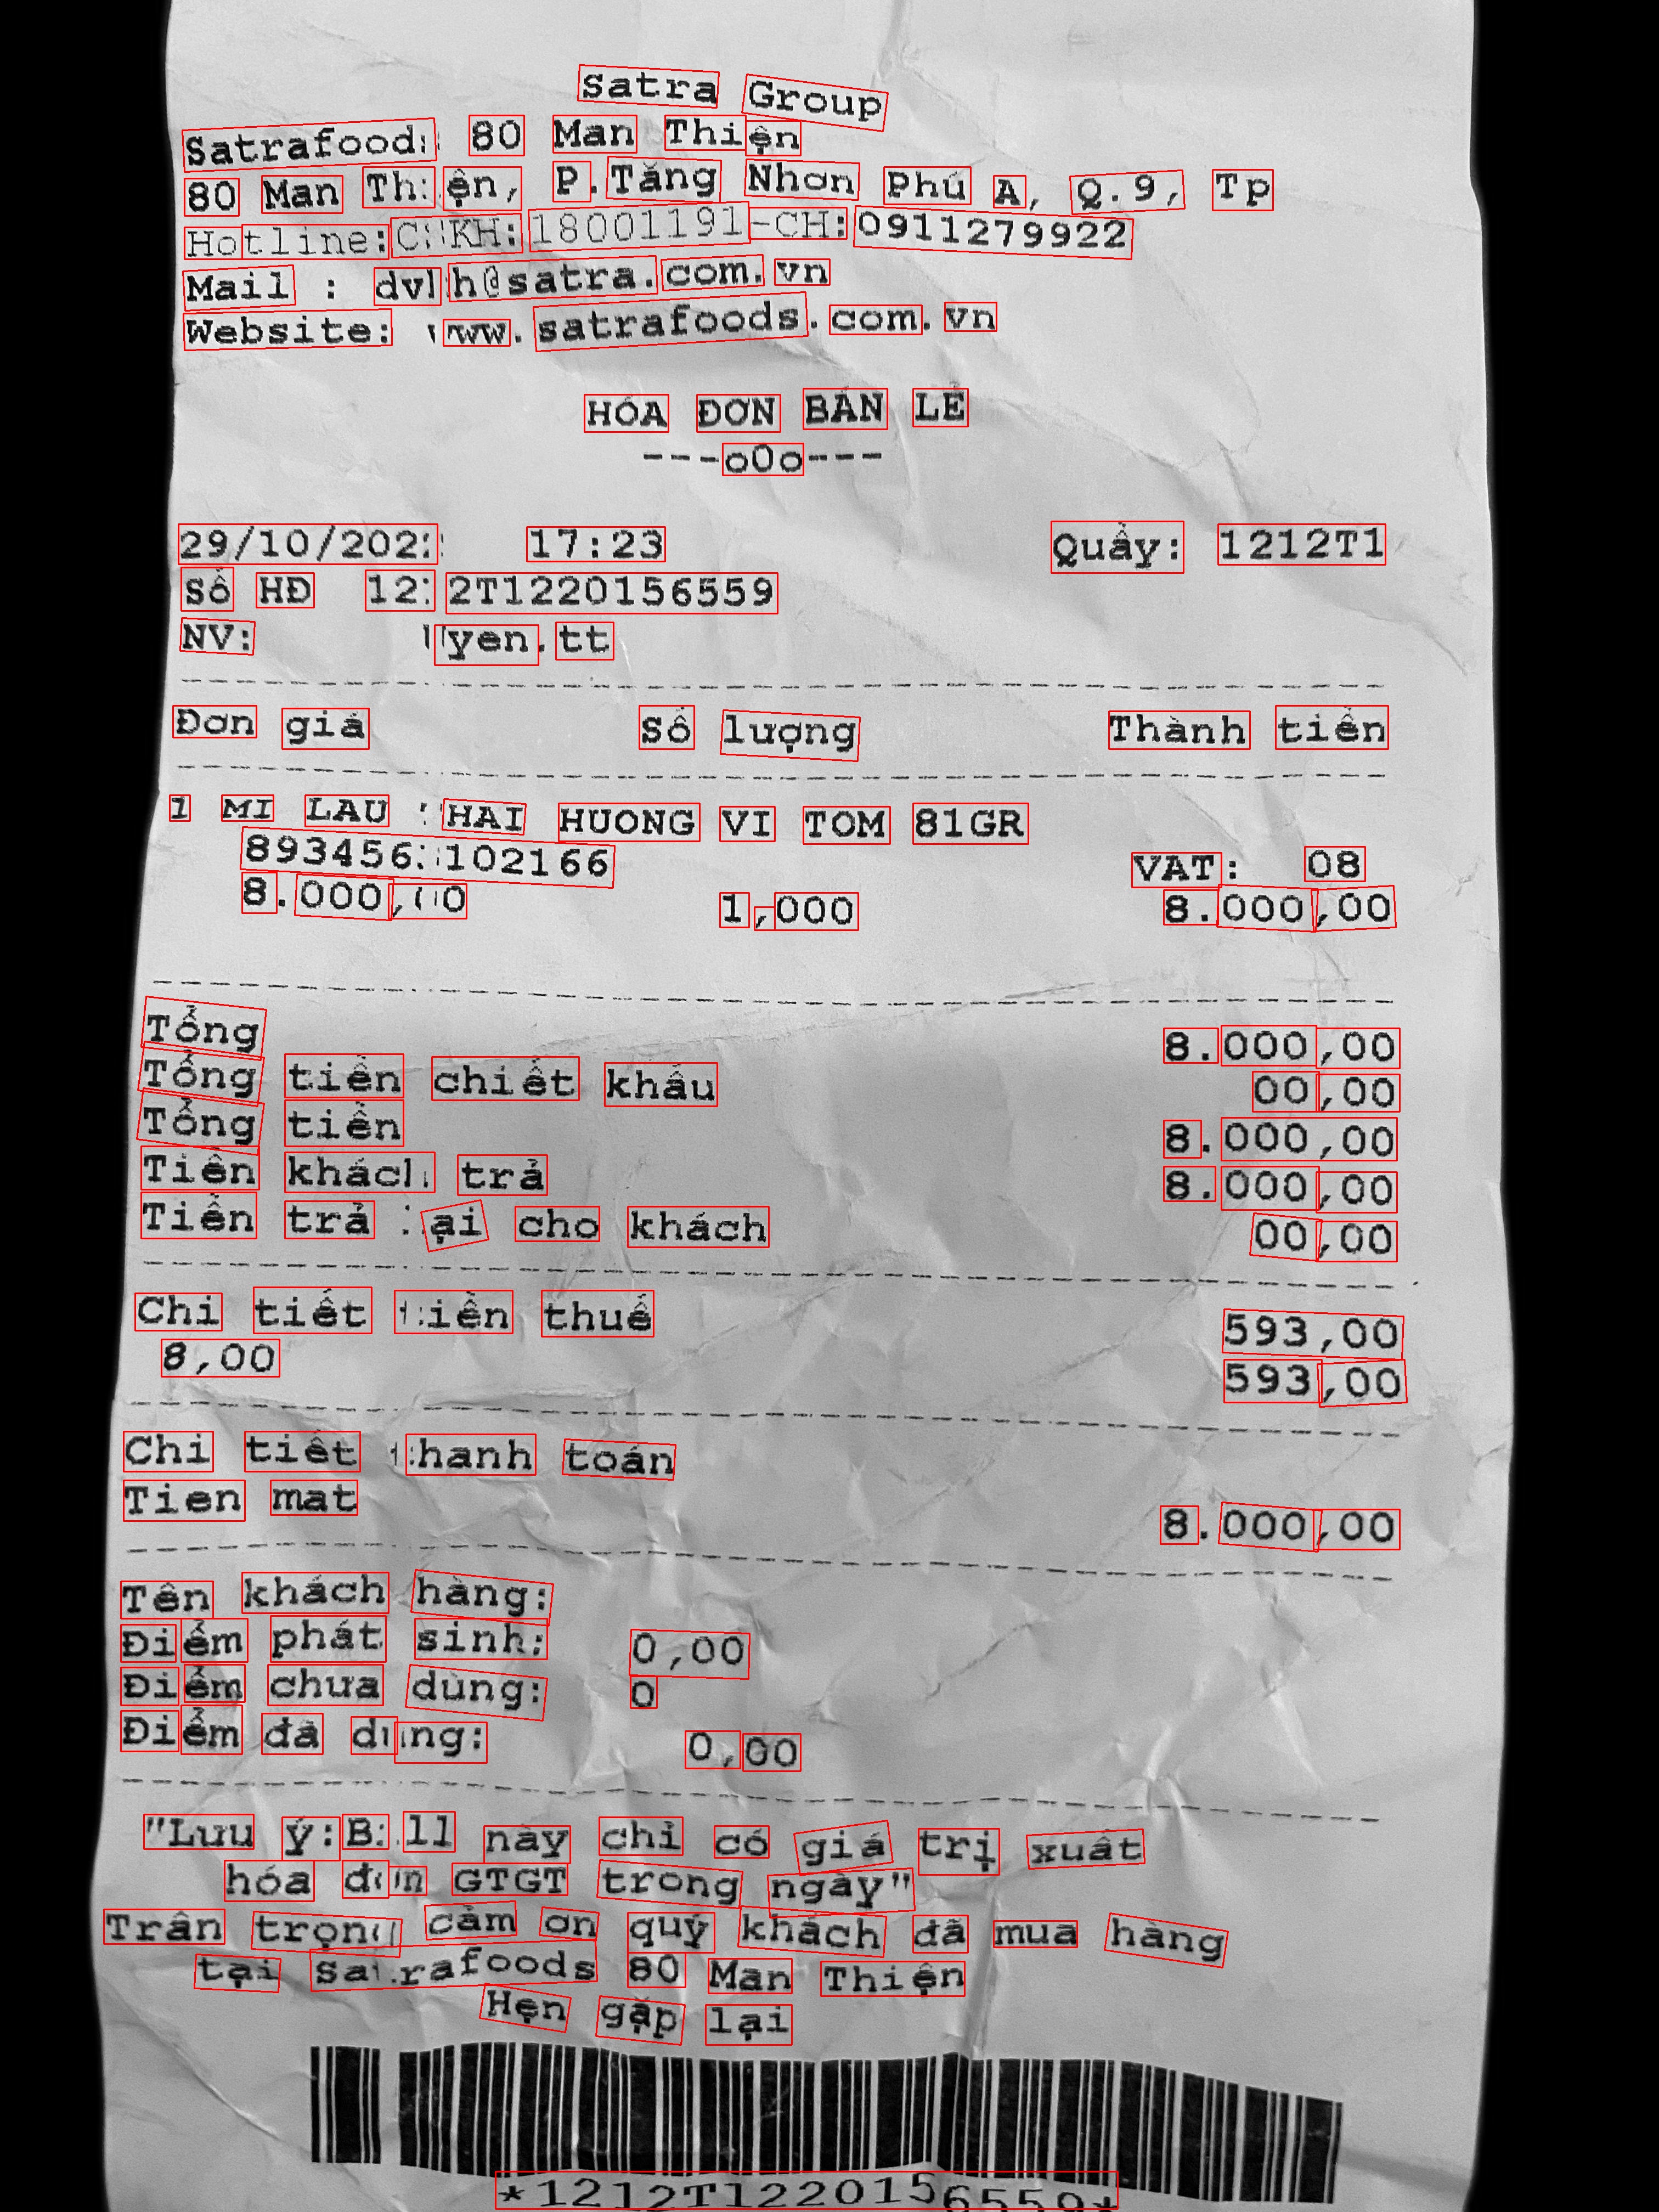 Satra Group
Satrafood: 80 Man Thiện
80 Man Thiện, P.Tăng Nhơn Phú A, Q.9, Tp
Hotline: CSKH:18001191-CH:0911279922
Mail : dvkh@satra.com.vn
Website: www.satrafoods.com.vn
HÓA ĐƠN BÁN LẺ
---oOo---
29/10/2022 17:23 Quầy: 1212T1
Số HĐ 1212T1220156559
NV: Uyen.tt
Đơn giá Số lượng Thành tiền
1 MI LAU THAI HUONG VI TOM 81GR
893456 102166 VAT: 08
8.000,00 1,000 8.000,00
Tổng 8.000,00
Tổng tiền chiết khấu 00,00
Tổng tiền 8.000,00
Tiền khách trả 8.000,00
Tiền trả lại cho khách 00,00
Chi tiết tiền thuế 593,00
8,00 593,00
Chi tiết thanh toán
Tien mat 8.000,00
Tên khách hàng:
Điểm phát sinh: 0,00
Điểm chưa dùng: 0
Điểm đã dùng: 0,00
"Lưu ý:Bill này chỉ có giá trị xuất
hóa đơn GTGT trong ngày"
Trân trọng cảm ơn quý khách đã mua hàng
tại Satrafoods 80 Man Thiện
Hẹn gặp lại
*1212T1220156559*